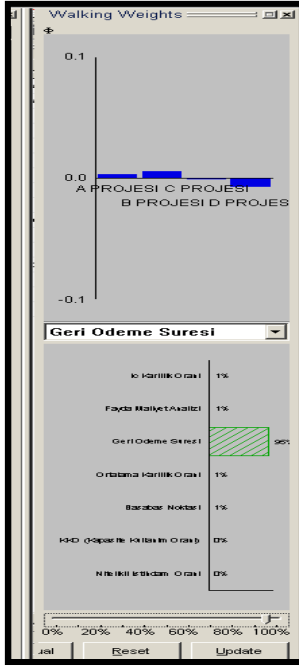 Walking Weights
Φ
0.1
0.0
A PROJESI C PROJESI
B PROJESI D PROJES
-0.1
Geri Odeme Suresi
Ic Karlilik Orani 1%
Fayda Maliyet Analizi 1%
Geri Odeme Suresi 96%
Ortalama Karlilik Orani 1%
Basabas Noktasi 1%
KKO (Kapasite Kullanim Orani) 0%
Nitelikli Istihdam Orani 0%
0% 20% 40% 60% 80% 100%
ual Reset Update